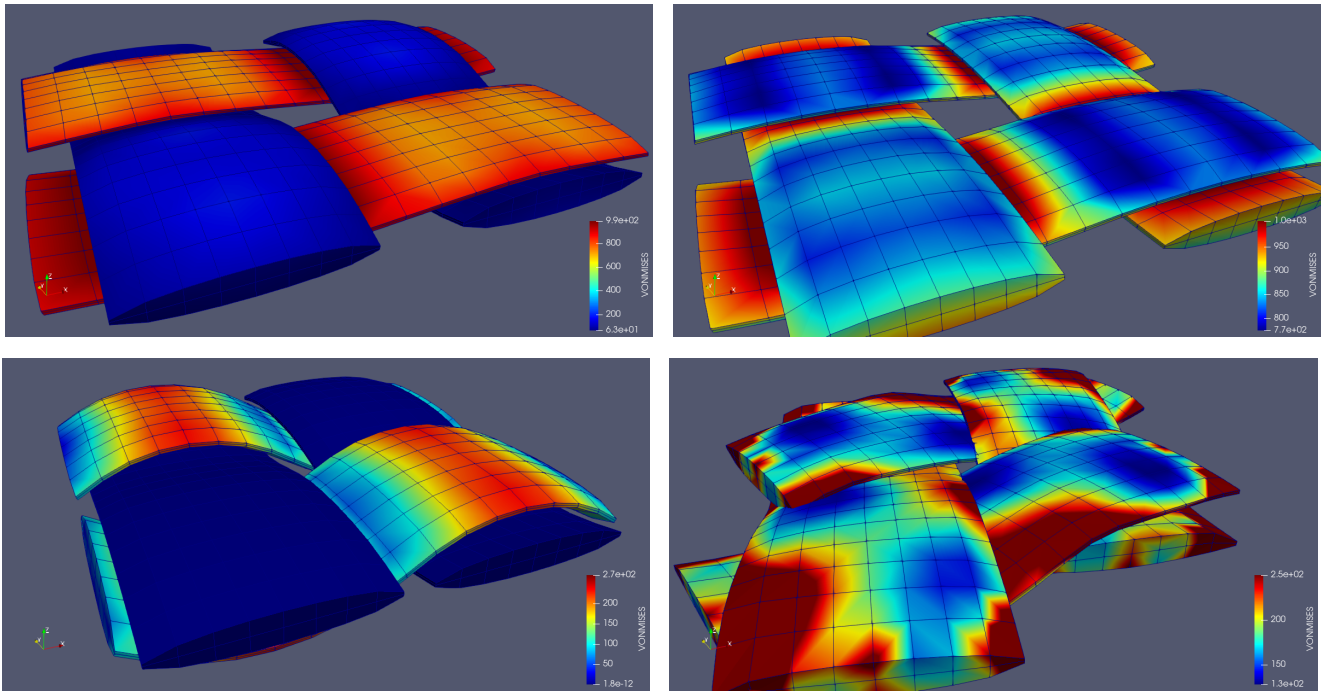 9.9e+02
800
600
400
200
6.3e+01
VONMISES
Z
Y
X
1.0e+03
950
900
850
800
7.7e+02
VONMISES
Z
Y
X
2.7e+02
200
150
100
50
1.8e-12
VONMISES
Z
Y
X
2.5e+02
200
150
1.3e+02
VONMISES
Z
Y
X